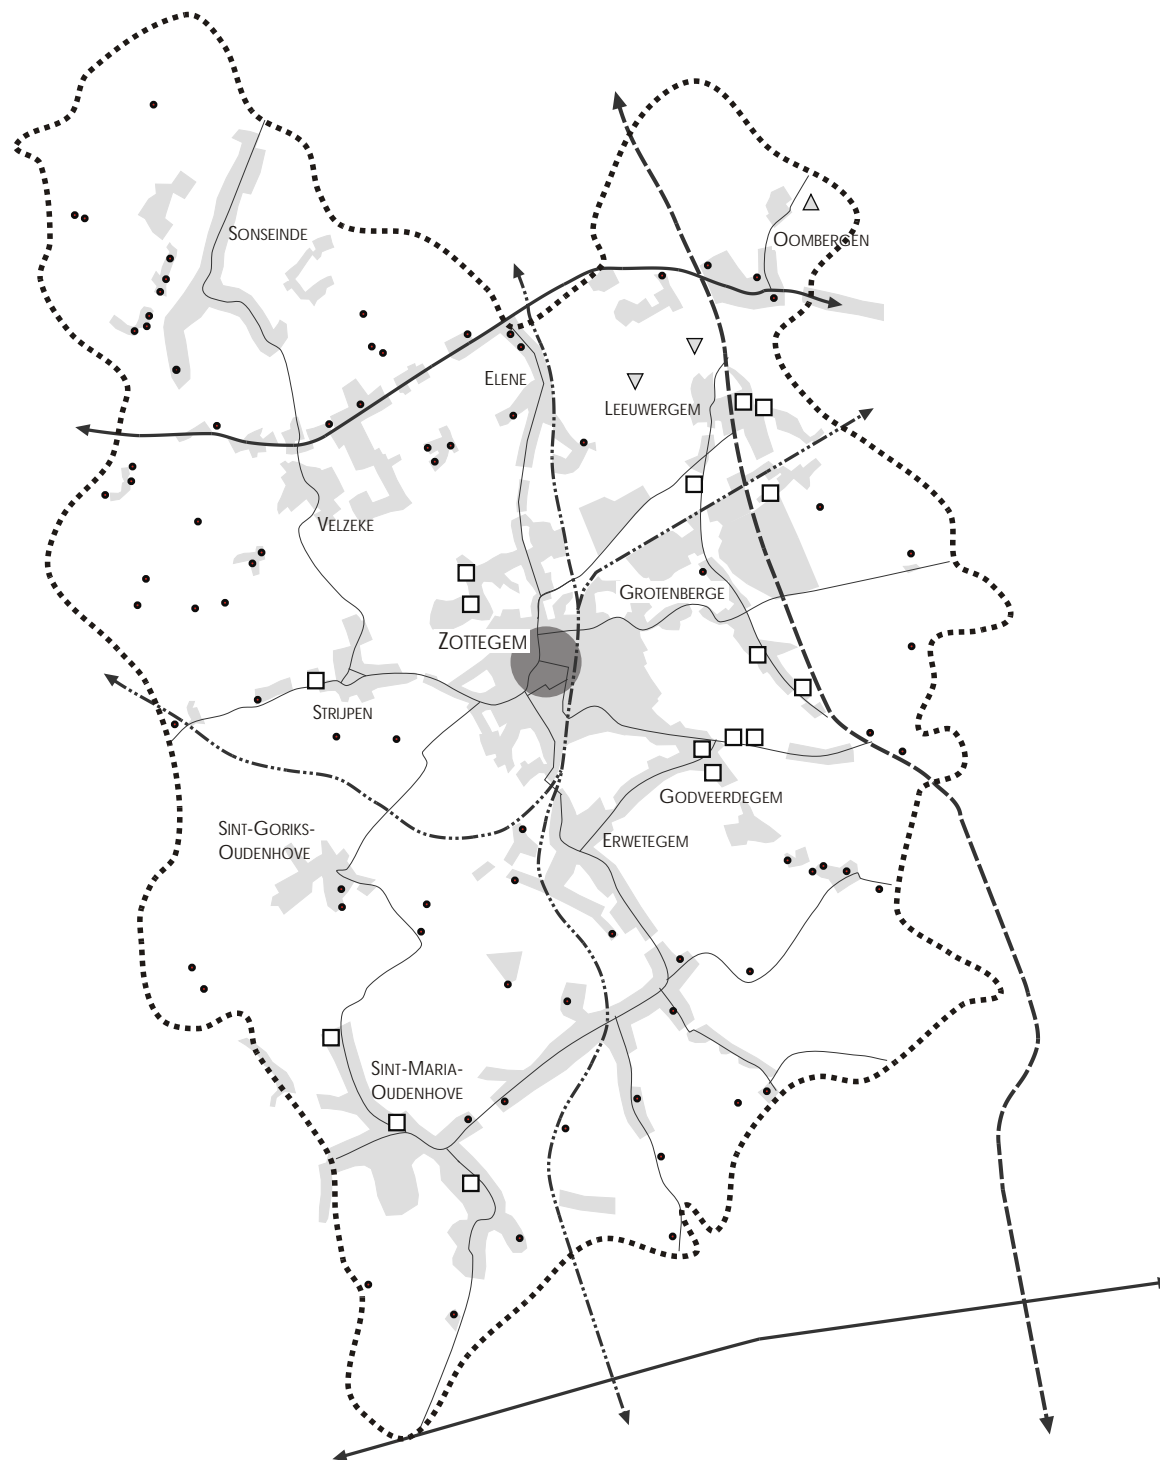 SONSEINDE
OOMBERGEN
ELENE
LEEUWERGEM
VELZEKE
GROTENBERGE
ZOTTEGEM
STRIJPEN
GODVEERDEGEM
SINT-GORIKS-
OUDENHOVE
ERWETEGEM
SINT-MARIA-
OUDENHOVE